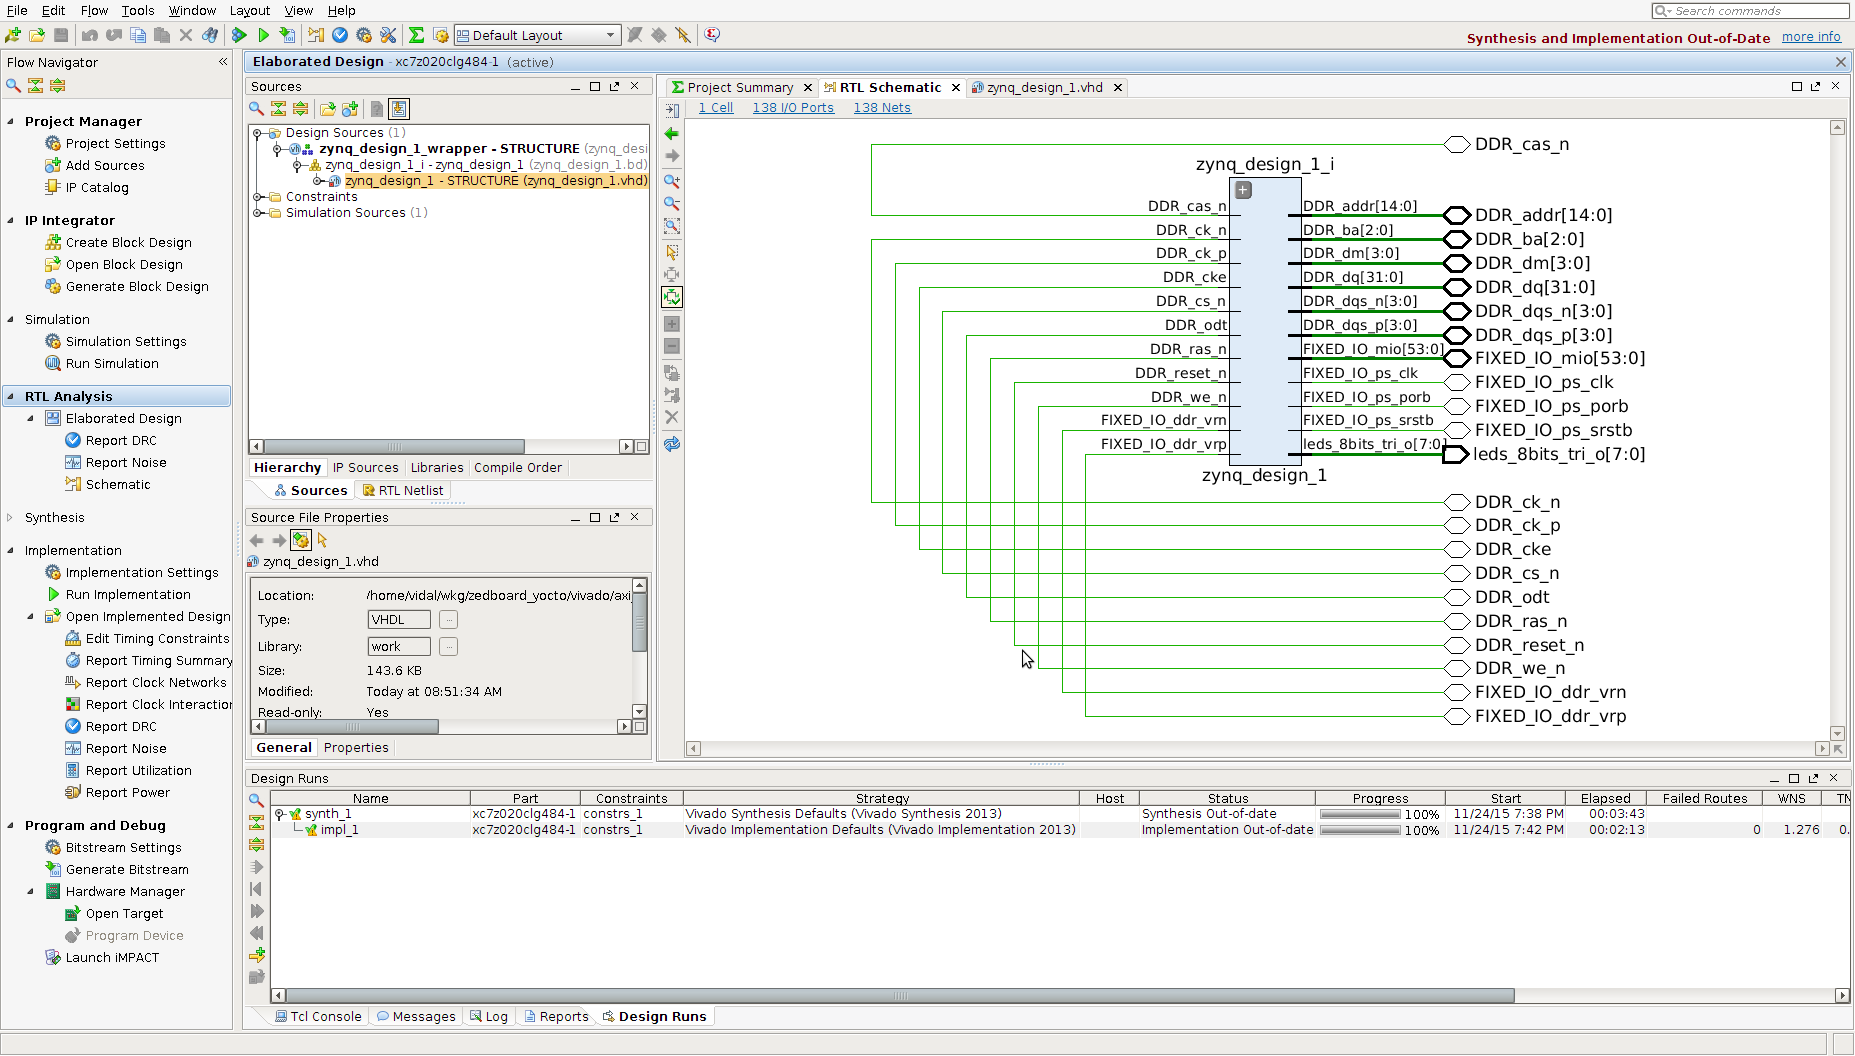 File Edit Flow Tools Window Layout View Help
Search commands
Default Layout
Synthesis and Implementation Out-of-Date more info
Flow Navigator
Project Manager
Project Settings
Add Sources
IP Catalog
IP Integrator
Create Block Design
Open Block Design
Generate Block Design
Simulation
Simulation Settings
Run Simulation
RTL Analysis
Elaborated Design
Report DRC
Report Noise
Schematic
Synthesis
Implementation
Implementation Settings
Run Implementation
Open Implemented Design
Edit Timing Constraints
Report Timing Summary
Report Clock Networks
Report Clock Interaction
Report DRC
Report Noise
Report Utilization
Report Power
Program and Debug
Bitstream Settings
Generate Bitstream
Hardware Manager
Open Target
Program Device
Launch iMPACT
Elaborated Design - xc7z020clg484-1 (active)
Sources
Design Sources (1)
zynq_design_1_wrapper - STRUCTURE (zynq_desi
zynq_design_1_i - zynq_design_1 (zynq_design_1.bd)
zynq_design_1 - STRUCTURE (zynq_design_1.vhd)
Constraints
Simulation Sources (1)
Hierarchy IP Sources Libraries Compile Order
Sources RTL Netlist
Source File Properties
zynq_design_1.vhd
Location: /home/vidal/wkg/zedboard_yocto/vivado/axi_
Type: VHDL
Library: work
Size: 143.6 KB
Modified: Today at 08:51:34 AM
Read-only: Yes
General Properties
Project Summary RTL Schematic zynq_design_1.vhd
1 Cell 138 I/O Ports 138 Nets
DDR_cas_n
zynq_design_1_i
DDR_cas_n DDR_addr[14:0] DDR_addr[14:0]
DDR_ck_n DDR_ba[2:0] DDR_ba[2:0]
DDR_ck_p DDR_dm[3:0] DDR_dm[3:0]
DDR_cke DDR_dq[31:0] DDR_dq[31:0]
DDR_cs_n DDR_dqs_n[3:0] DDR_dqs_n[3:0]
DDR_odt DDR_dqs_p[3:0] DDR_dqs_p[3:0]
DDR_ras_n FIXED_IO_mio[53:0] FIXED_IO_mio[53:0]
DDR_reset_n FIXED_IO_ps_clk FIXED_IO_ps_clk
DDR_we_n FIXED_IO_ps_porb FIXED_IO_ps_porb
FIXED_IO_ddr_vrn FIXED_IO_ps_srstb FIXED_IO_ps_srstb
FIXED_IO_ddr_vrp leds_8bits_tri_o[7:0] leds_8bits_tri_o[7:0]
zynq_design_1
DDR_ck_n
DDR_ck_p
DDR_cke
DDR_cs_n
DDR_odt
DDR_ras_n
DDR_reset_n
DDR_we_n
FIXED_IO_ddr_vrn
FIXED_IO_ddr_vrp
Design Runs
Name Part Constraints Strategy Host Status Progress Start Elapsed Failed Routes WNS TN
synth_1 xc7z020clg484-1 constrs_1 Vivado Synthesis Defaults (Vivado Synthesis 2013) Synthesis Out-of-date 100% 11/24/15 7:38 PM 00:03:43
impl_1 xc7z020clg484-1 constrs_1 Vivado Implementation Defaults (Vivado Implementation 2013) Implementation Out-of-date 100% 11/24/15 7:42 PM 00:02:13 0 1.276 0.
Tcl Console Messages Log Reports Design Runs